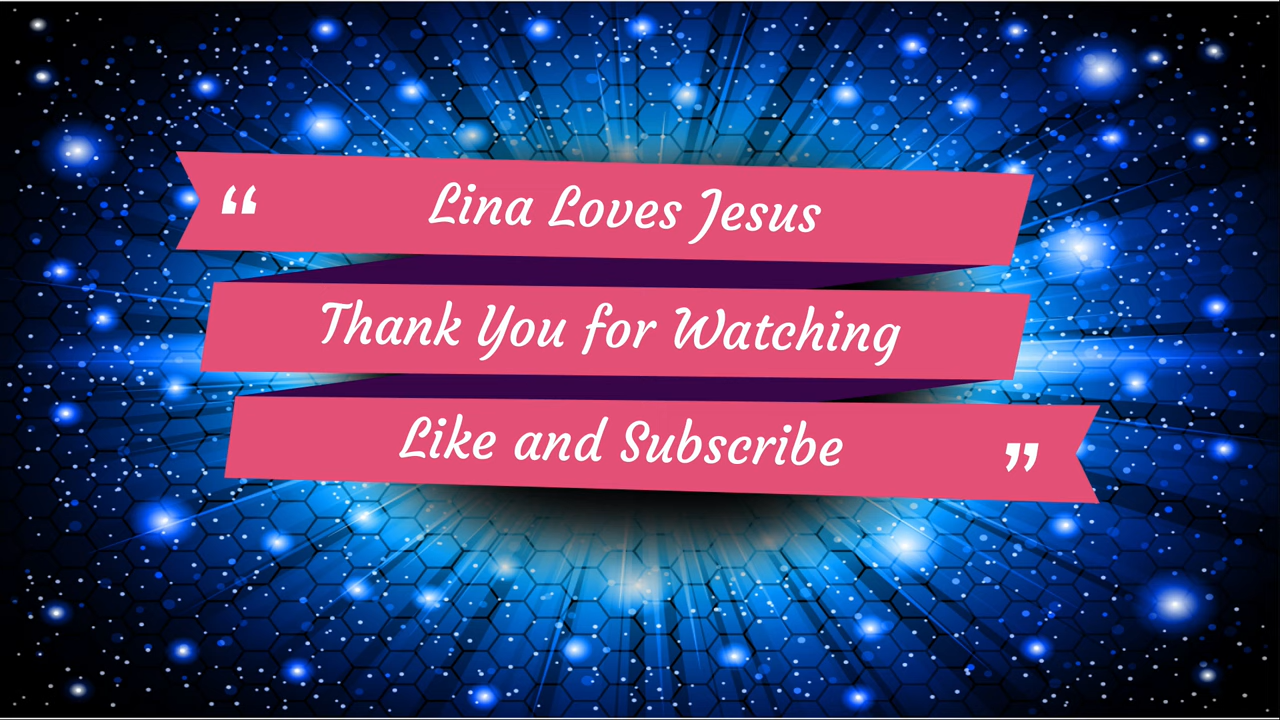 “ Lina Loves Jesus
Thank You for Watching
Like and Subscribe ”